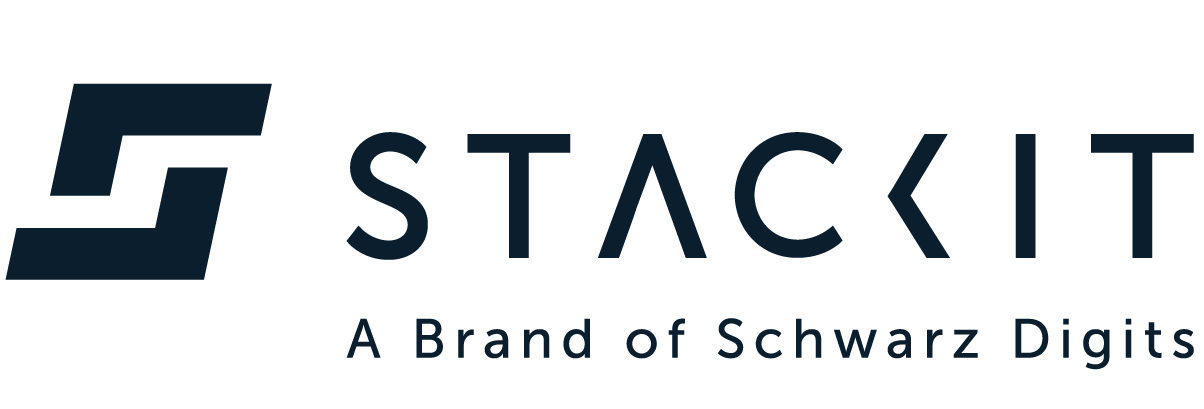 STACKIT
A Brand of Schwarz Digits